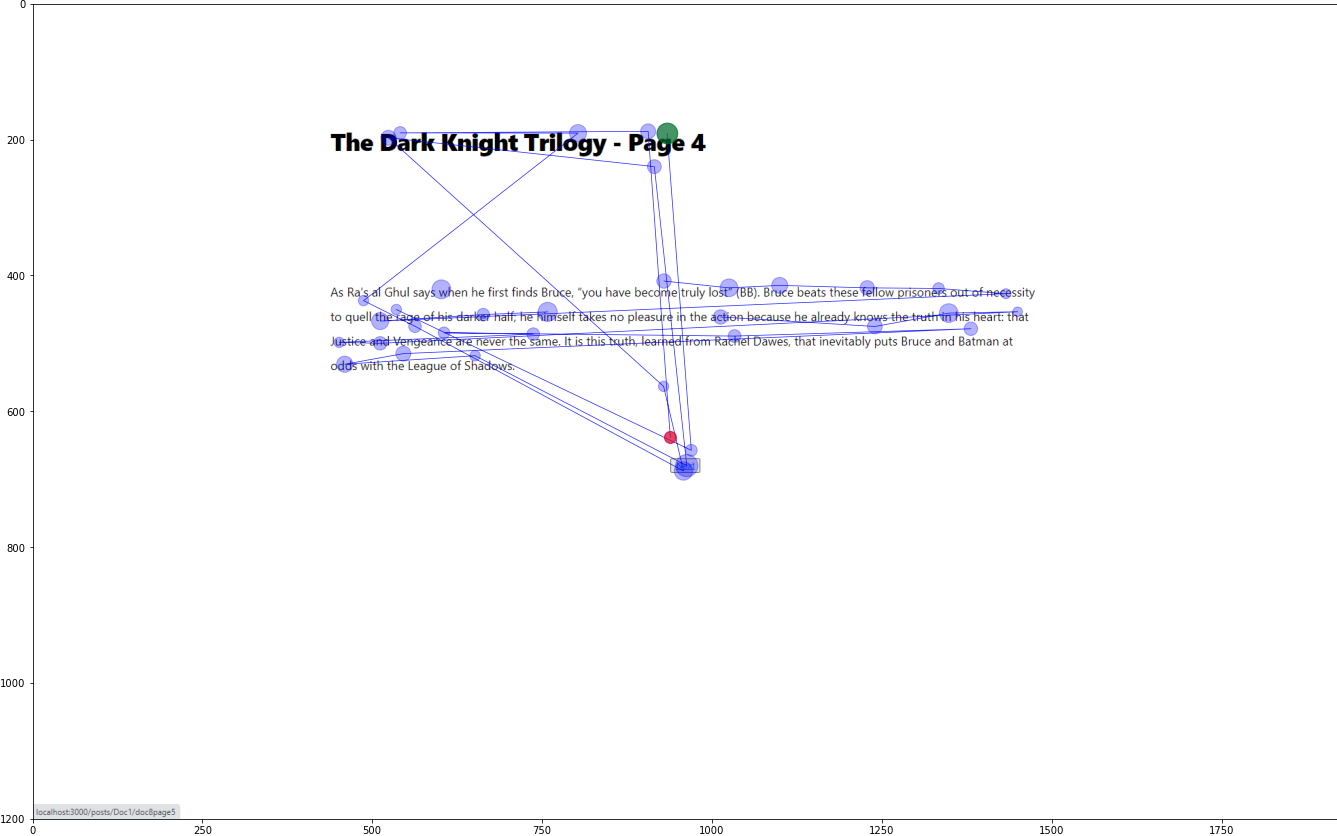 0
200
400
600
800
1000
1200
The Dark Knight Trilogy - Page 4
As Ra's al Ghul says when he first finds Bruce, "you have become truly lost" (BB). Bruce beats these fellow prisoners out of necessity
to quell the rage of his darker half; he himself takes no pleasure in the action because he already knows the truth in his heart: that
Justice and Vengeance are never the same. It is this truth, learned from Rachel Dawes, that inevitably puts Bruce and Batman at
odds with the League of Shadows.
localhost:3000/posts/Doc1/doc8page5
0 250 500 750 1000 1250 1500 1750